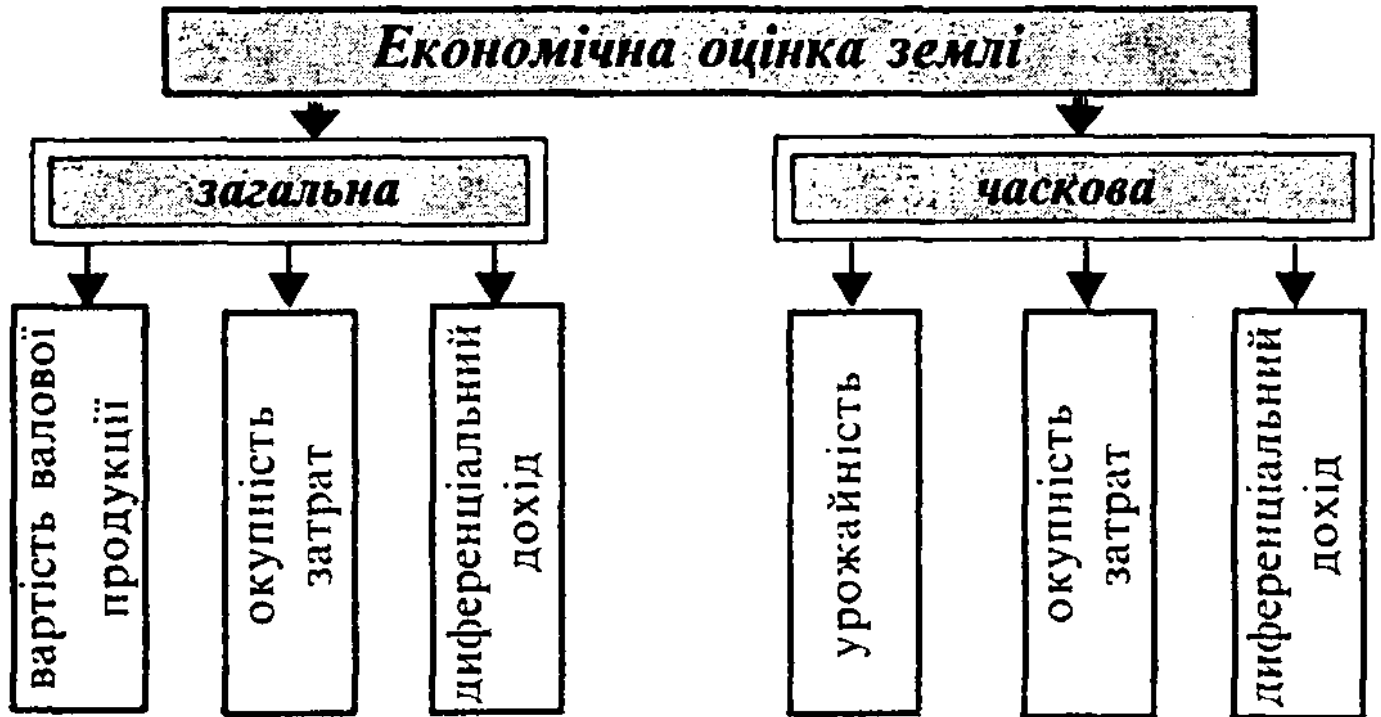 Економічна оцінка землі
загальна
часкова
вартість валової
продукції
окупність
затрат
диференціальний
дохід
урожайність
окупність
затрат
диференціальний
дохід